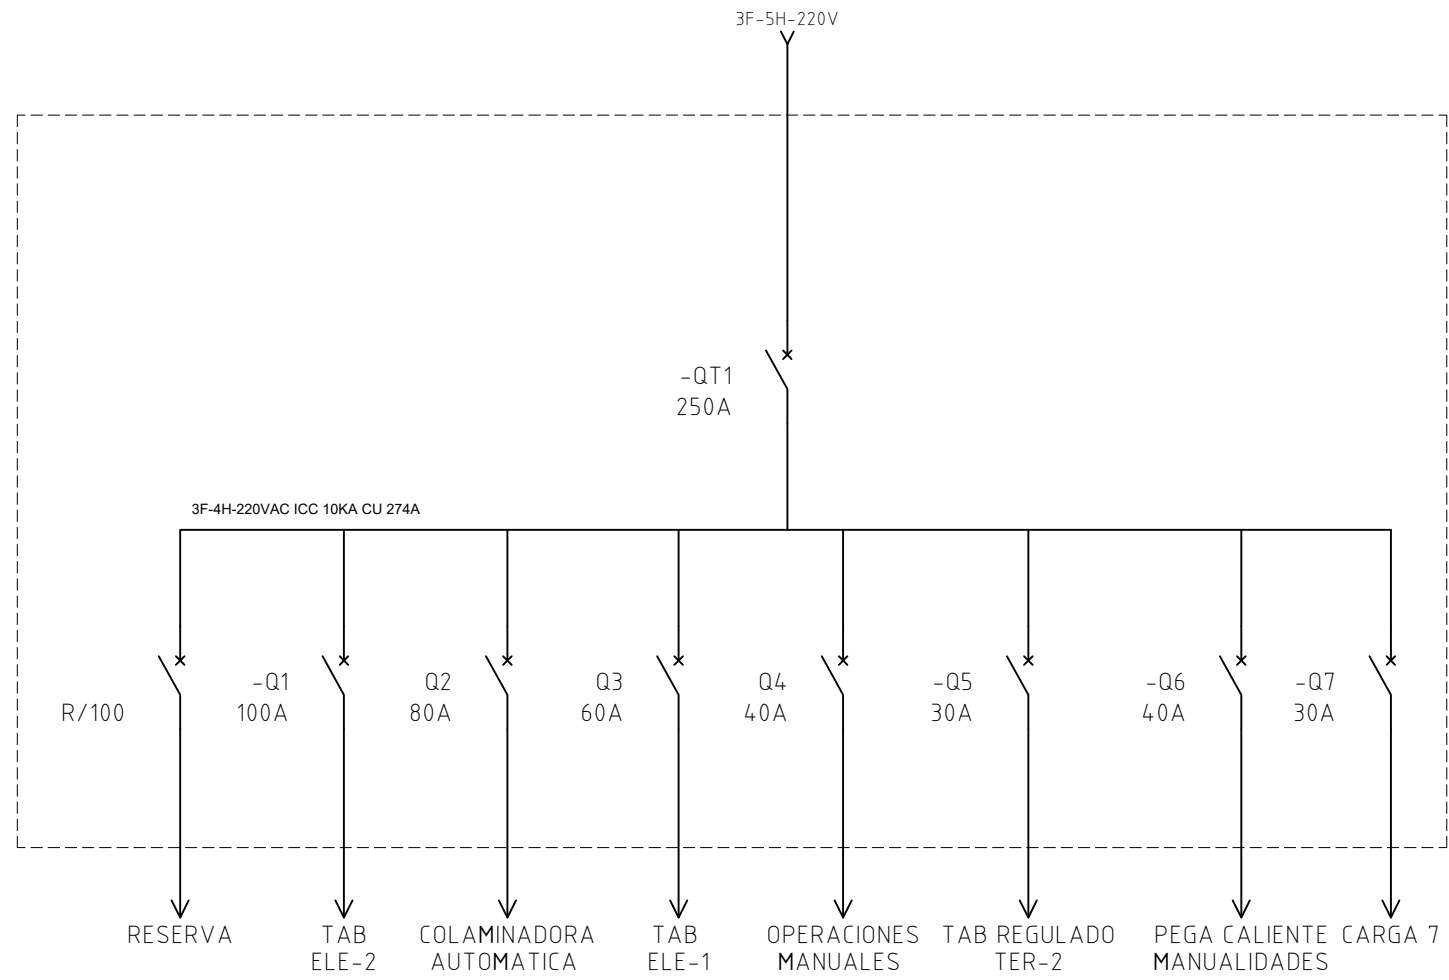 3F-5H-220V
-QT1
250A
3F-4H-220VAC ICC 10KA CU 274A
R/100
-Q1
100A
Q2
80A
Q3
60A
Q4
40A
-Q5
30A
-Q6
40A
-Q7
30A
RESERVA
TAB
ELE-2
COLAMINADORA
AUTOMATICA
TAB
ELE-1
OPERACIONES
MANUALES
TAB REGULADO
TER-2
PEGA CALIENTE
MANUALIDADES
CARGA 7